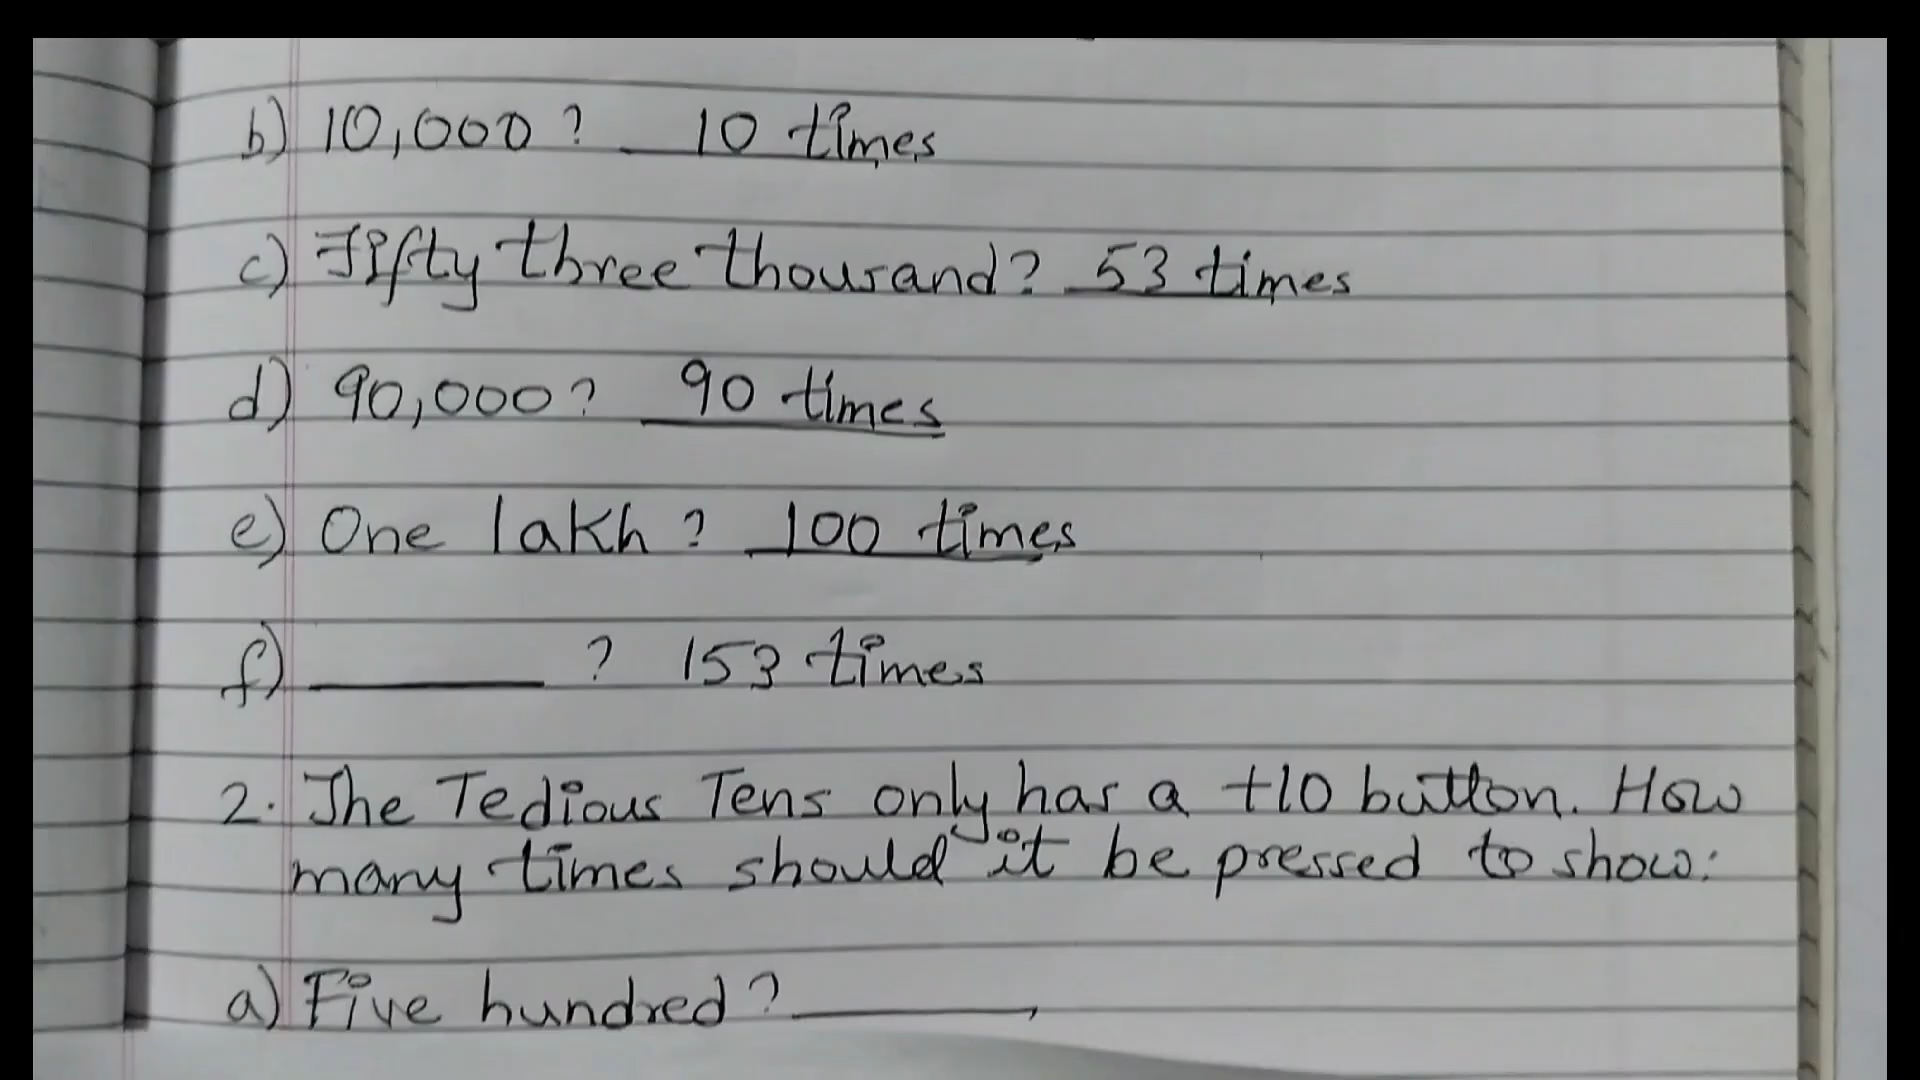 b) 10,000 ? 10 times
c) Fifty three thousand? 53 times
d) 90,000? 90 times
e) One lakh ? 100 times
f) ______ ? 153 times
2. The Tedious Tens only has a +10 button. How
many times should it be pressed to show:
a) Five hundred? ______,